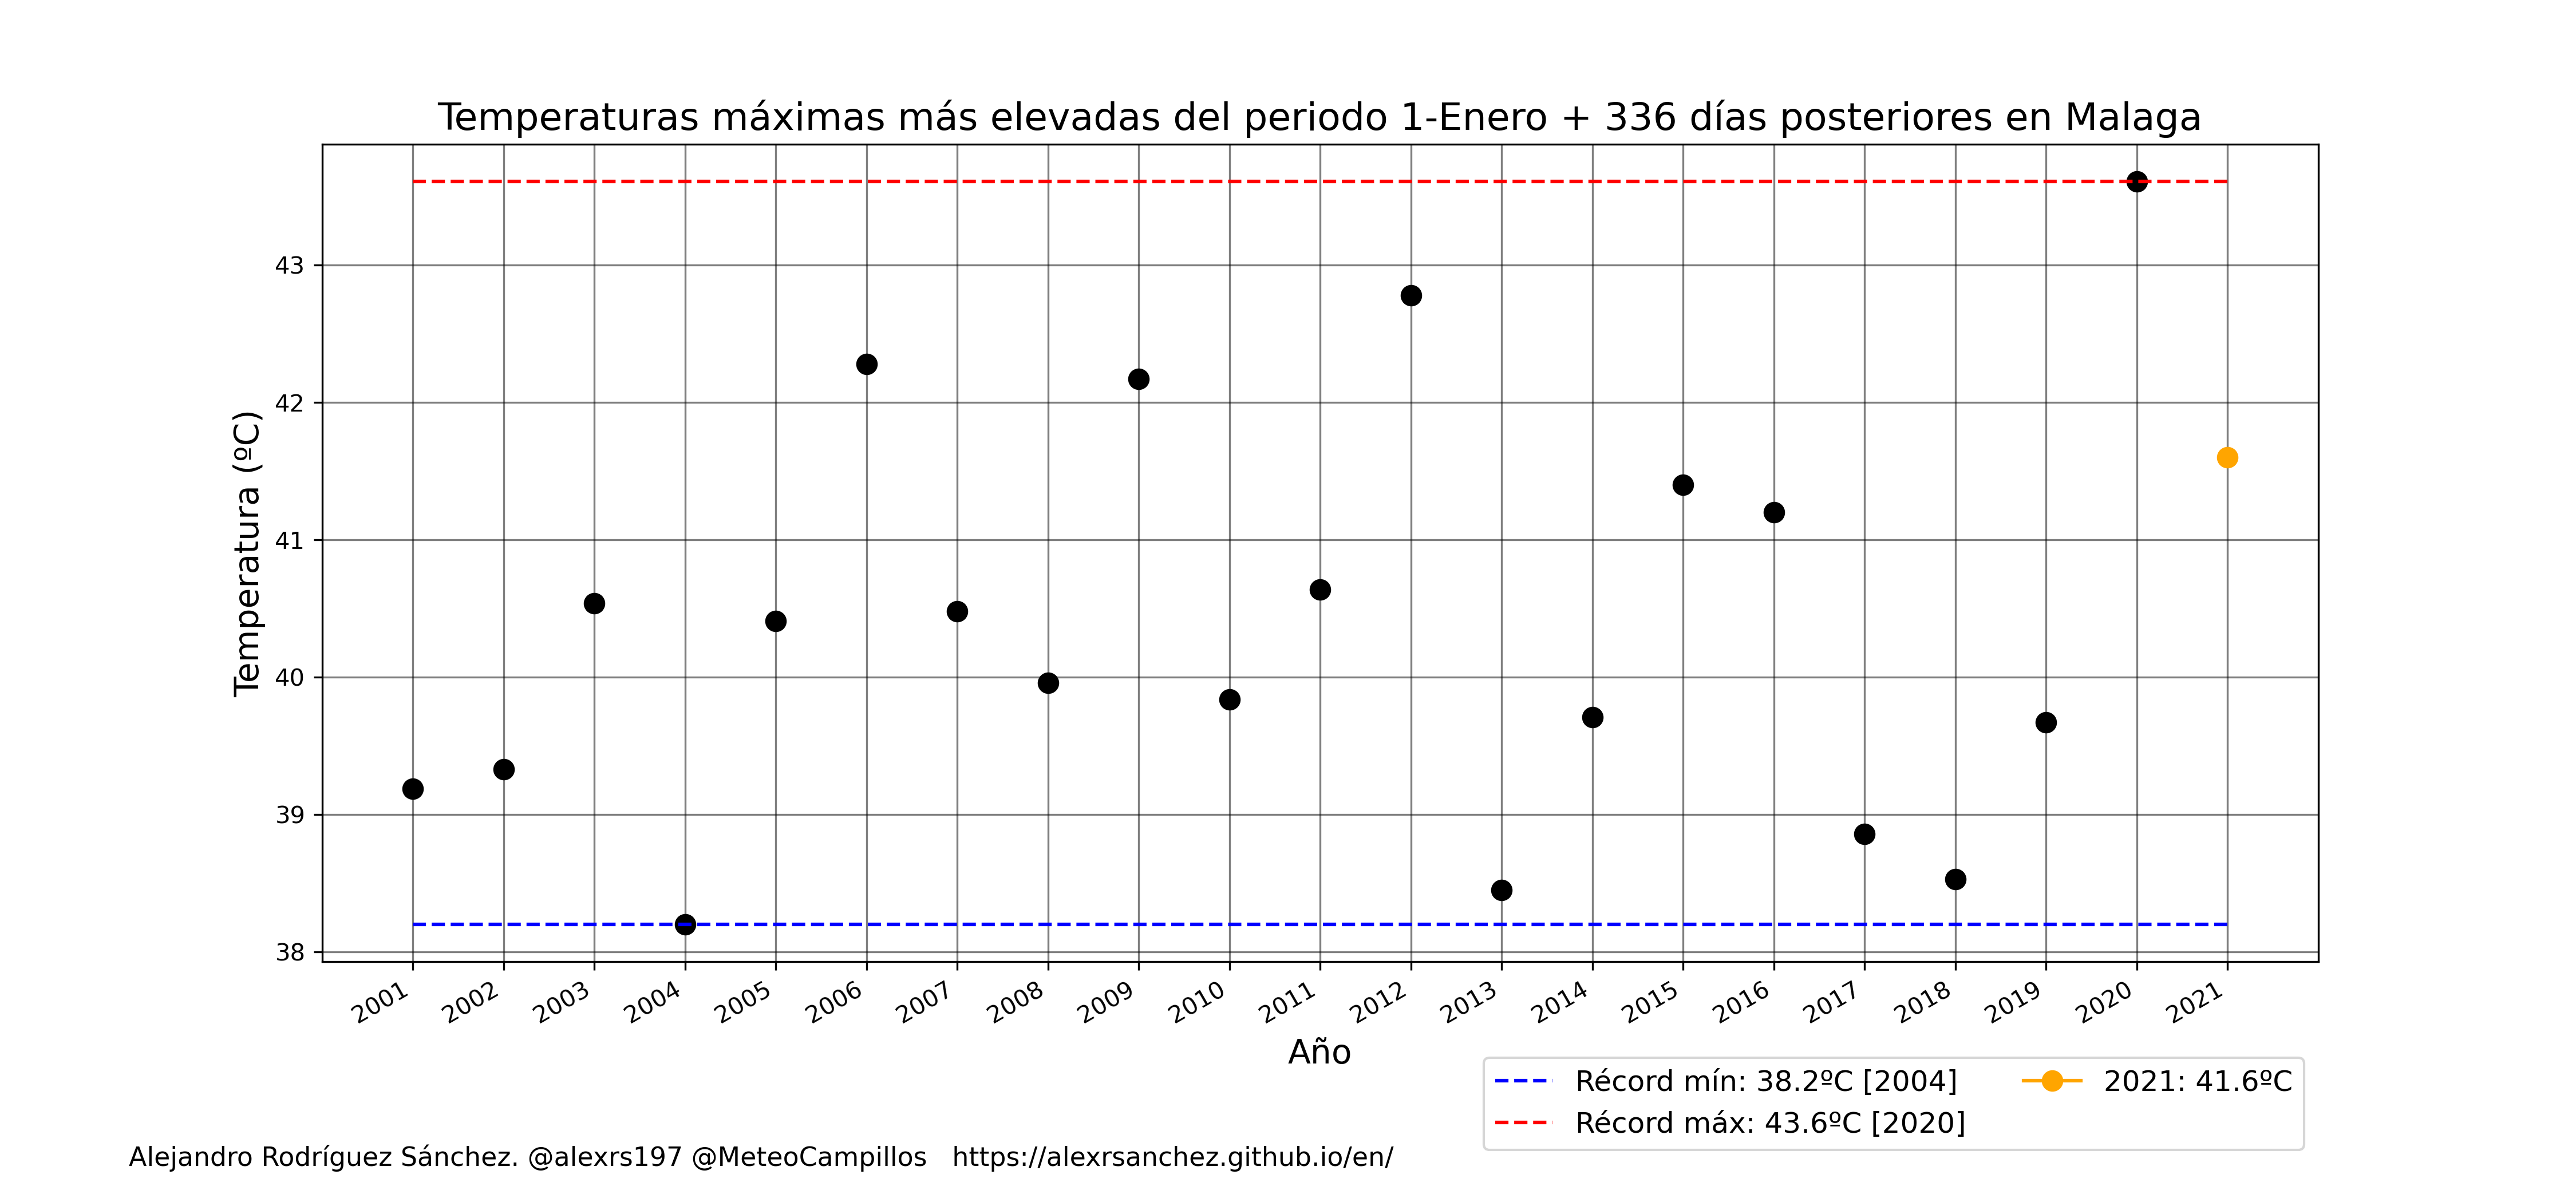 Temperaturas máximas más elevadas del periodo 1-Enero + 336 días posteriores en Malaga
Temperatura (ºC)
43
42
41
40
39
38
2001 2002 2003 2004 2005 2006 2007 2008 2009 2010 2011 2012 2013 2014 2015 2016 2017 2018 2019 2020 2021
Año
Récord mín: 38.2ºC [2004]
Récord máx: 43.6ºC [2020]
2021: 41.6ºC
Alejandro Rodríguez Sánchez. @alexrs197 @MeteoCampillos https://alexrsanchez.github.io/en/